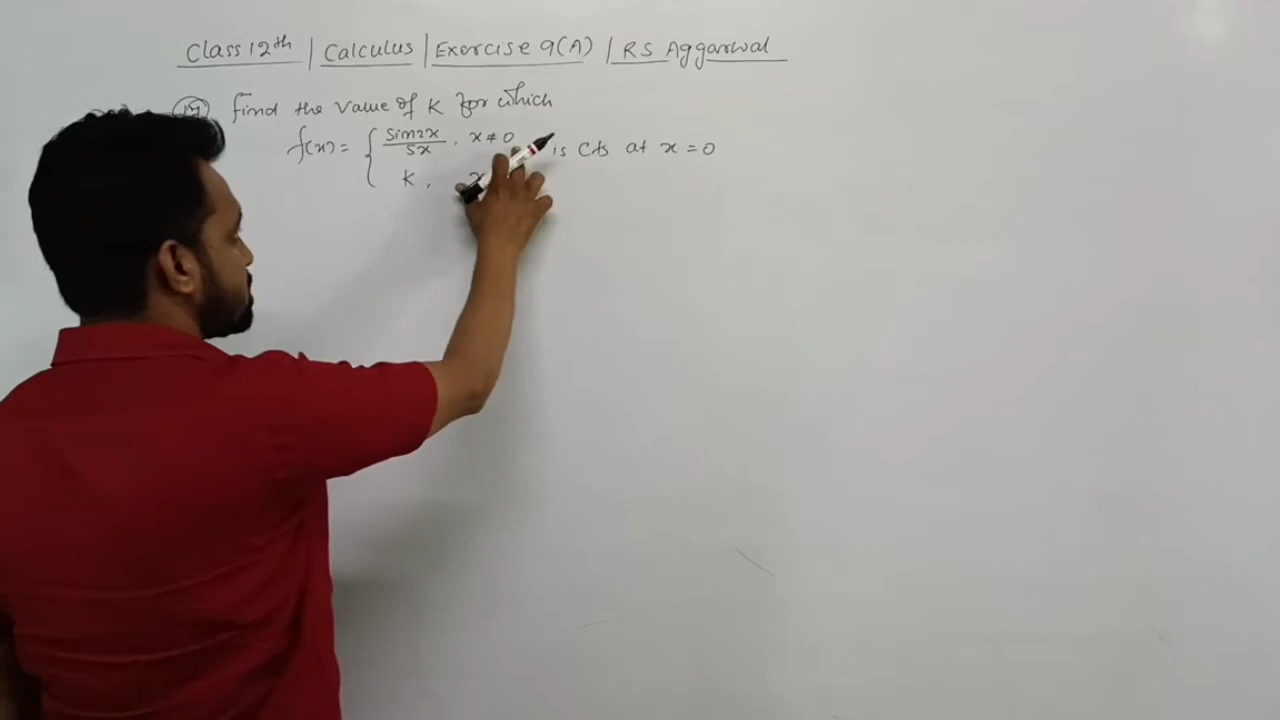 Class 12th | Calculus | Exercise 9(A) | RS Aggarwal
Find the value of K for which
f(x) = { sin2x/5x , x ≠ 0 is Cts at x = 0
K , x